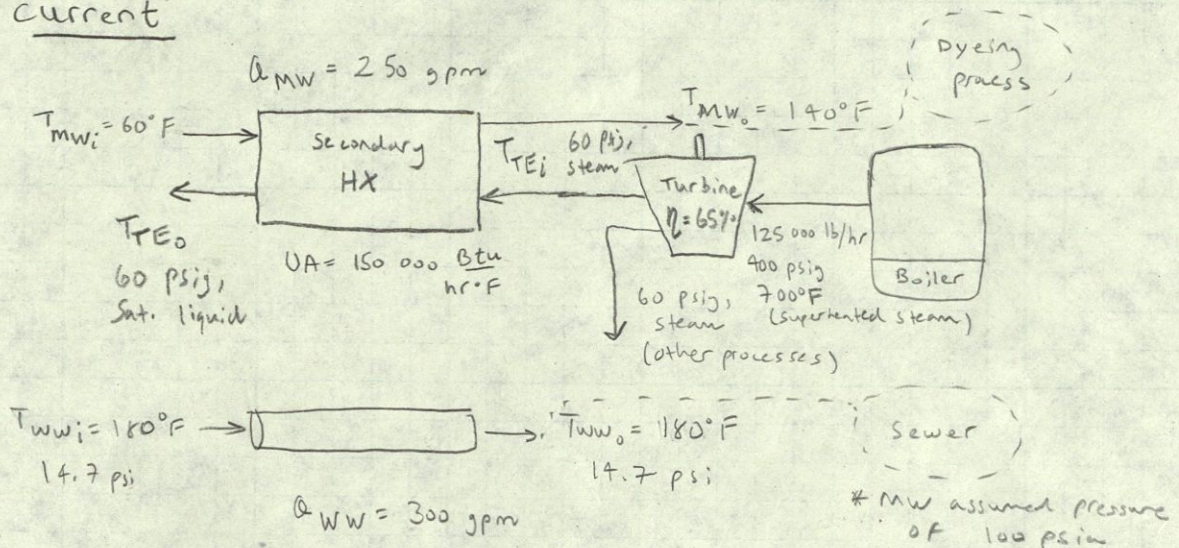 current
Q_MW = 250 gpm
T_MWi = 60°F
Secondary
HX
T_MWo = 140°F
Dyeing
process
T_TEi
60 psig,
steam
Turbine
η = 65%
125 000 lb/hr
400 psig
700°F
(superheated steam)
Boiler
T_TEo
60 psig,
Sat. liquid
UA = 150 000 Btu
hr·°F
60 psig,
steam
(other processes)
T_WWi = 180°F
14.7 psi
T_WWo = 180°F
14.7 psi
Sewer
Q_WW = 300 gpm
* MW assumed pressure
of 100 psia